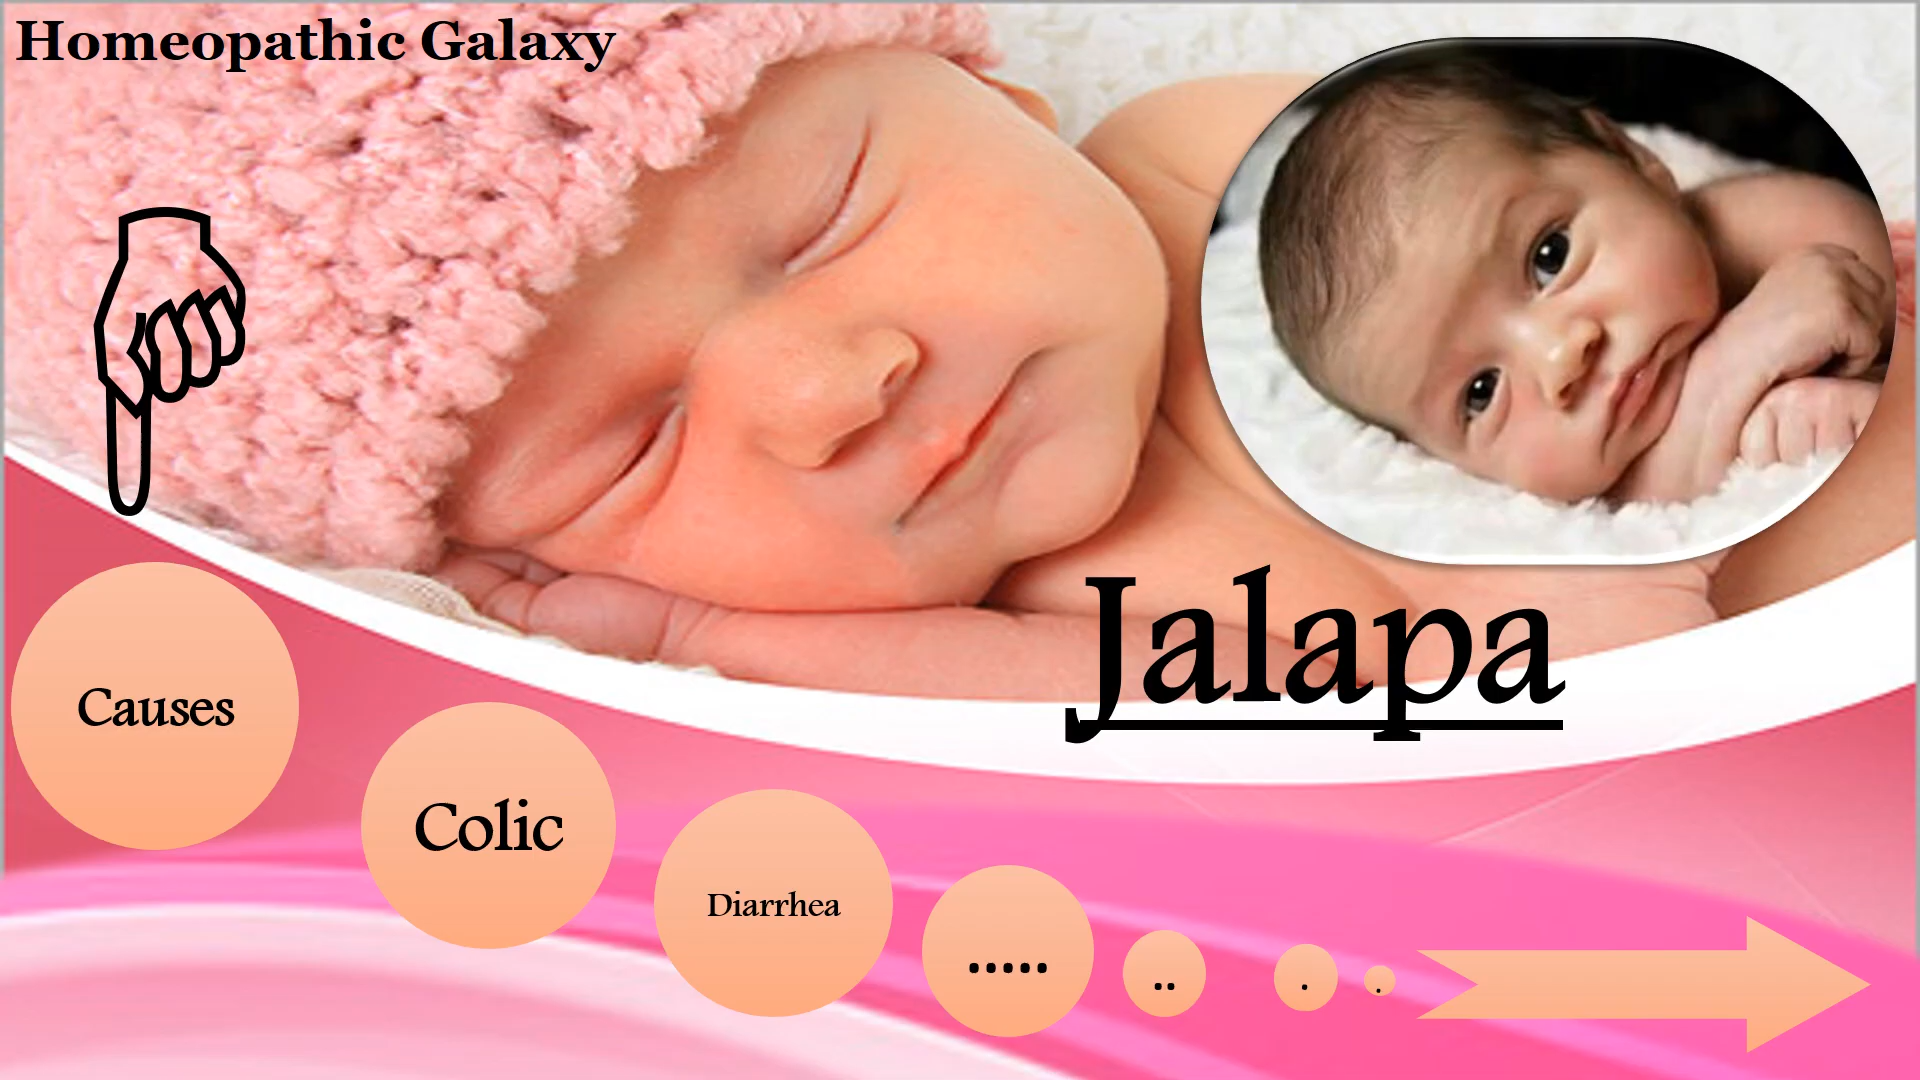 Homeopathic Galaxy
Jalapa
Causes
Colic
Diarrhea
.....
..
.
.